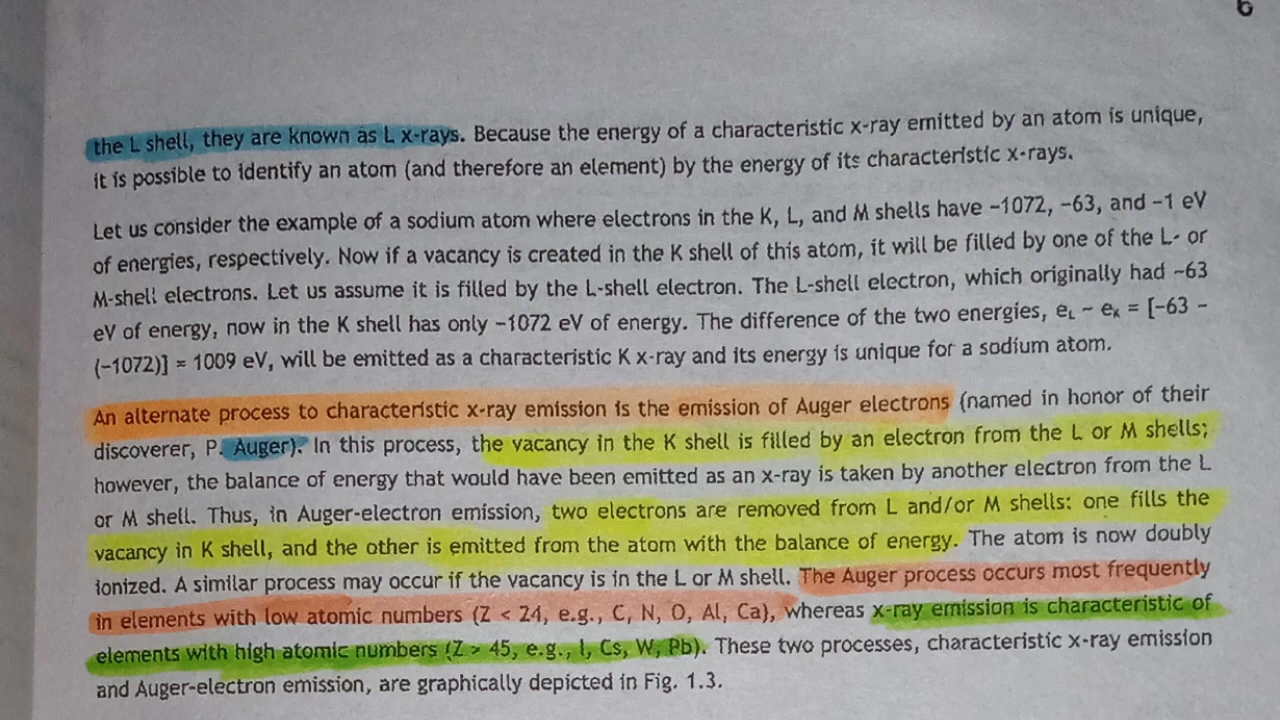 6
the L shell, they are known as L x-rays. Because the energy of a characteristic x-ray emitted by an atom is unique,
it is possible to identify an atom (and therefore an element) by the energy of its characteristic x-rays.
Let us consider the example of a sodium atom where electrons in the K, L, and M shells have −1072, −63, and −1 eV
of energies, respectively. Now if a vacancy is created in the K shell of this atom, it will be filled by one of the L- or
M-shell electrons. Let us assume it is filled by the L-shell electron. The L-shell electron, which originally had −63
eV of energy, now in the K shell has only −1072 eV of energy. The difference of the two energies, eL − eK = [−63 −
(−1072)] = 1009 eV, will be emitted as a characteristic K x-ray and its energy is unique for a sodium atom.
An alternate process to characteristic x-ray emission is the emission of Auger electrons (named in honor of their
discoverer, P. Auger). In this process, the vacancy in the K shell is filled by an electron from the L or M shells;
however, the balance of energy that would have been emitted as an x-ray is taken by another electron from the L
or M shell. Thus, in Auger-electron emission, two electrons are removed from L and/or M shells: one fills the
vacancy in K shell, and the other is emitted from the atom with the balance of energy. The atom is now doubly
ionized. A similar process may occur if the vacancy is in the L or M shell. The Auger process occurs most frequently
in elements with low atomic numbers (Z < 24, e.g., C, N, O, Al, Ca), whereas x-ray emission is characteristic of
elements with high atomic numbers (Z > 45, e.g., I, Cs, W, Pb). These two processes, characteristic x-ray emission
and Auger-electron emission, are graphically depicted in Fig. 1.3.